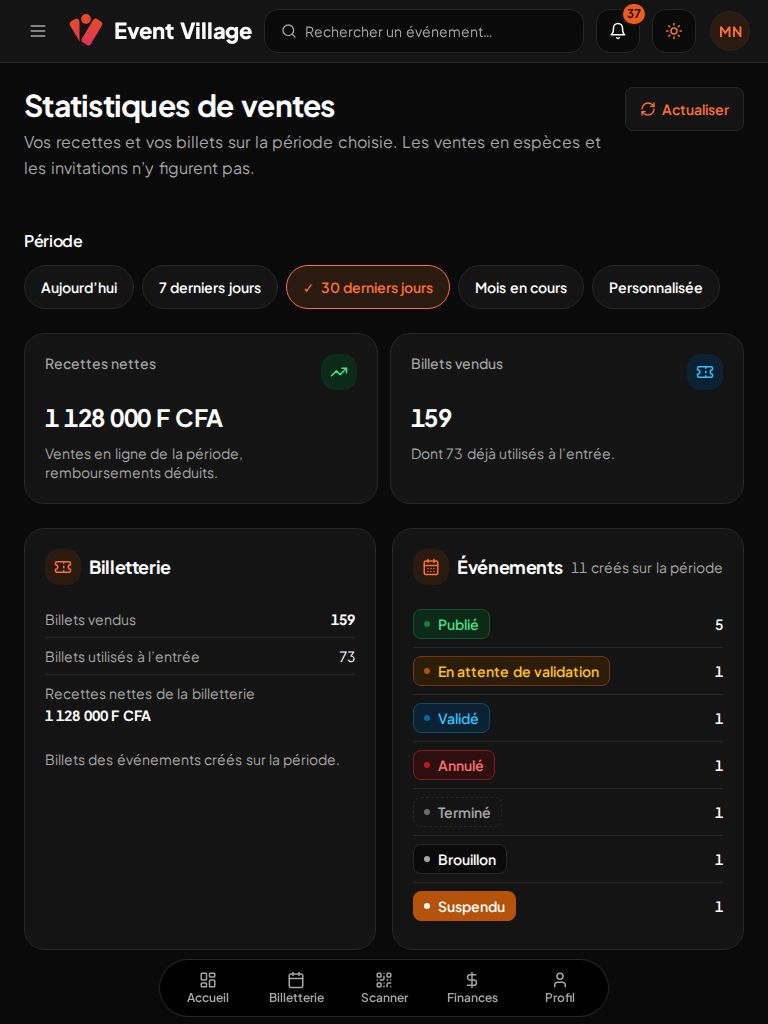 Event Village
Rechercher un événement…
37
MN
Statistiques de ventes
Actualiser
Vos recettes et vos billets sur la période choisie. Les ventes en espèces et
les invitations n'y figurent pas.
Période
Aujourd'hui
7 derniers jours
✓ 30 derniers jours
Mois en cours
Personnalisée
Recettes nettes
1 128 000 F CFA
Ventes en ligne de la période,
remboursements déduits.
Billets vendus
159
Dont 73 déjà utilisés à l'entrée.
Billetterie
Billets vendus 159
Billets utilisés à l'entrée 73
Recettes nettes de la billetterie
1 128 000 F CFA
Billets des événements créés sur la période.
Événements 11 créés sur la période
Publié 5
En attente de validation 1
Validé 1
Annulé 1
Terminé 1
Brouillon 1
Suspendu 1
Accueil
Billetterie
Scanner
Finances
Profil